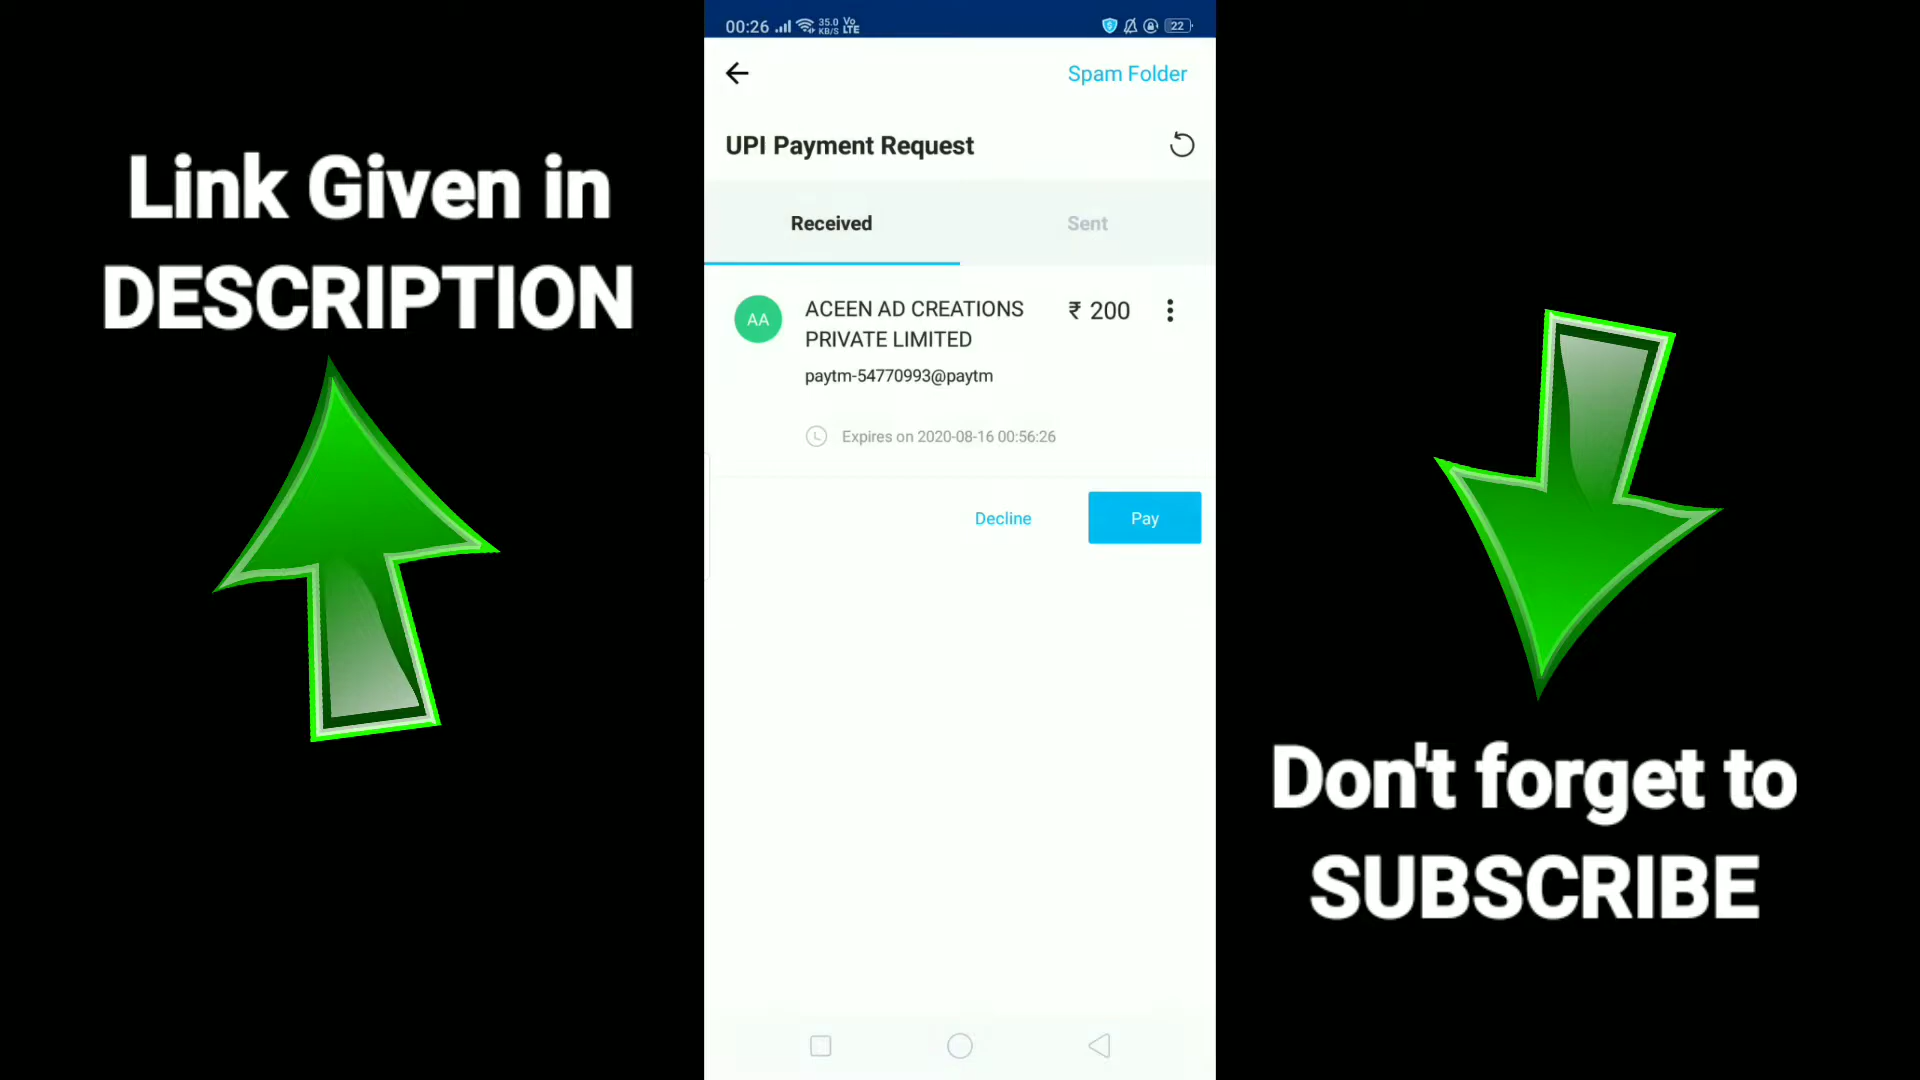 Link Given in
DESCRIPTION
00:26 35.0 KB/S Vo LTE 22
Spam Folder
UPI Payment Request
Received Sent
AA
ACEEN AD CREATIONS ₹ 200
PRIVATE LIMITED
paytm-54770993@paytm
Expires on 2020-08-16 00:56:26
Decline Pay
Don't forget to
SUBSCRIBE